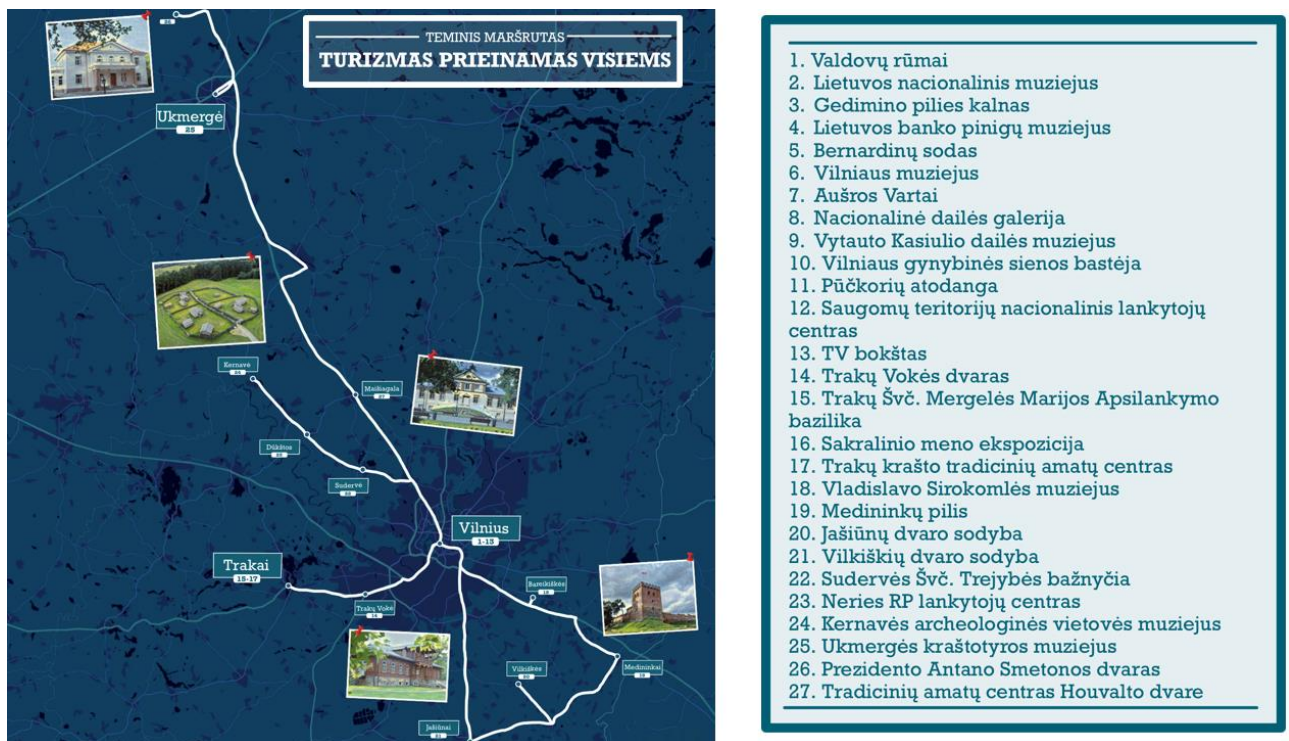 26
TEMINIS MARŠRUTAS
TURIZMAS PRIEINAMAS VISIEMS
Ukmergė
25
Kernavė
24
Maišiagala
27
Dūkštos
Sudervė
Vilnius
1-13
Trakai
15-17
Bareikiškės
18
Trakų Vokė
14
Vilkiškės
Medininkai
19
Jašiūnai
21
1. Valdovų rūmai
2. Lietuvos nacionalinis muziejus
3. Gedimino pilies kalnas
4. Lietuvos banko pinigų muziejus
5. Bernardinų sodas
6. Vilniaus muziejus
7. Aušros Vartai
8. Nacionalinė dailės galerija
9. Vytauto Kasiulio dailės muziejus
10. Vilniaus gynybinės sienos bastėja
11. Pūčkorių atodanga
12. Saugomų teritorijų nacionalinis lankytojų
centras
13. TV bokštas
14. Trakų Vokės dvaras
15. Trakų Švč. Mergelės Marijos Apsilankymo
bazilika
16. Sakralinio meno ekspozicija
17. Trakų krašto tradicinių amatų centras
18. Vladislavo Sirokomlės muziejus
19. Medininkų pilis
20. Jašiūnų dvaro sodyba
21. Vilkiškių dvaro sodyba
22. Sudervės Švč. Trejybės bažnyčia
23. Neries RP lankytojų centras
24. Kernavės archeologinės vietovės muziejus
25. Ukmergės kraštotyros muziejus
26. Prezidento Antano Smetonos dvaras
27. Tradicinių amatų centras Houvalto dvare